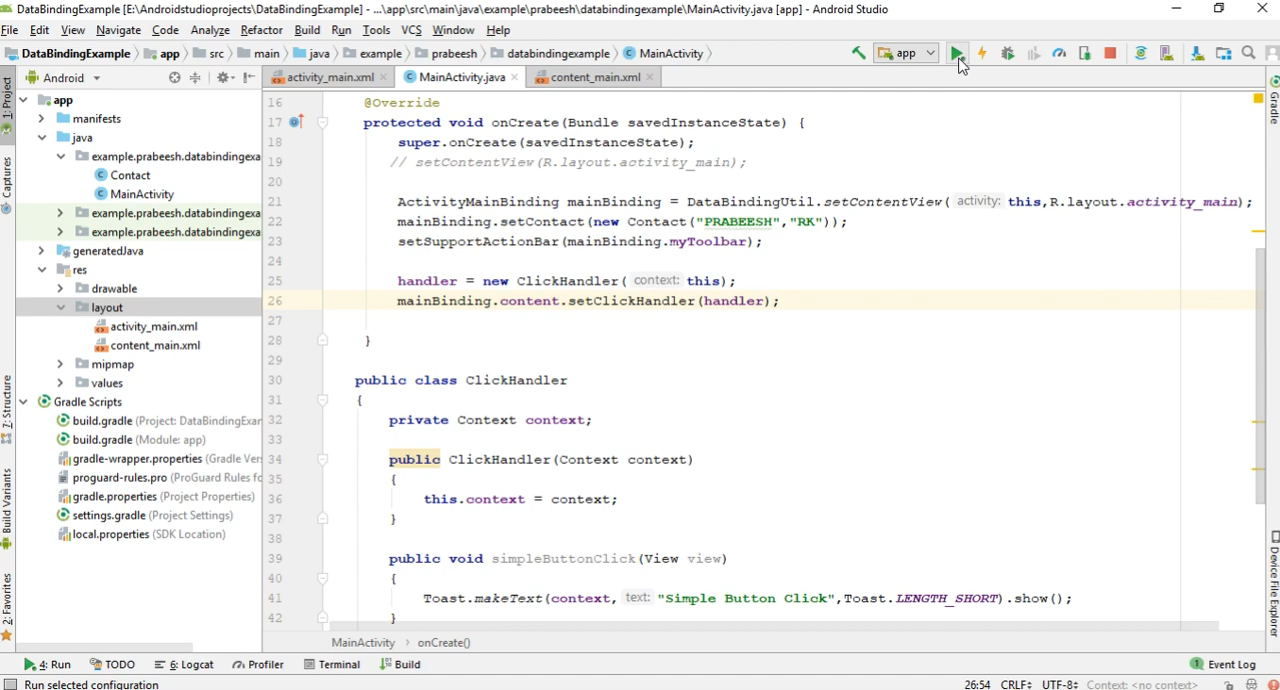 DataBindingExample [E:\Androidstudioprojects\DataBindingExample] - ...\app\src\main\java\example\prabeesh\databindingexample\MainActivity.java [app] - Android Studio
File Edit View Navigate Code Analyze Refactor Build Run Tools VCS Window Help
DataBindingExample app src main java example prabeesh databindingexample MainActivity app
Android activity_main.xml MainActivity.java content_main.xml
1: Project
Captures
7: Structure
Build Variants
2: Favorites
app
manifests
java
example.prabeesh.databindingexa
Contact
MainActivity
example.prabeesh.databindingexa
example.prabeesh.databindingexa
generatedJava
res
drawable
layout
activity_main.xml
content_main.xml
mipmap
values
Gradle Scripts
build.gradle (Project: DataBindingExar
build.gradle (Module: app)
gradle-wrapper.properties (Gradle Ver
proguard-rules.pro (ProGuard Rules fo
gradle.properties (Project Properties)
settings.gradle (Project Settings)
local.properties (SDK Location)
16 @Override
17 protected void onCreate(Bundle savedInstanceState) {
18 super.onCreate(savedInstanceState);
19 // setContentView(R.layout.activity_main);
20
21 ActivityMainBinding mainBinding = DataBindingUtil.setContentView( activity: this,R.layout.activity_main);
22 mainBinding.setContact(new Contact("PRABEESH","RK"));
23 setSupportActionBar(mainBinding.myToolbar);
24
25 handler = new ClickHandler( context: this);
26 mainBinding.content.setClickHandler(handler);
27
28 }
29
30 public class ClickHandler
31 {
32 private Context context;
33
34 public ClickHandler(Context context)
35 {
36 this.context = context;
37 }
38
39 public void simpleButtonClick(View view)
40 {
41 Toast.makeText(context, text: "Simple Button Click",Toast.LENGTH_SHORT).show();
42 }
MainActivity onCreate()
Gradle
Device File Explorer
4: Run TODO 6: Logcat Profiler Terminal Build 1 Event Log
Run selected configuration 26:54 CRLF UTF-8 Context: <no context>